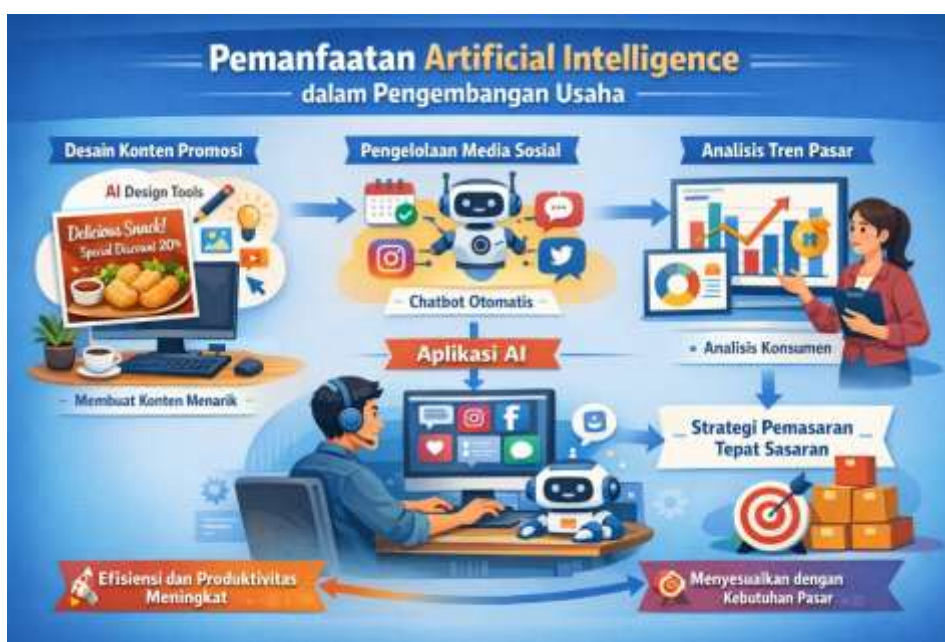 Pemanfaatan Artificial Intelligence
dalam Pengembangan Usaha
Desain Konten Promosi
AI Design Tools
Delicious Snack!
Special Discount 20%
Membuat Konten Menarik
Pengelolaan Media Sosial
Chatbot Otomatis
Analisis Tren Pasar
Analisis Konsumen
Aplikasi AI
Strategi Pemasaran
Tepat Sasaran
Efisiensi dan Produktivitas
Meningkat
Menyesuaikan dengan
Kebutuhan Pasar